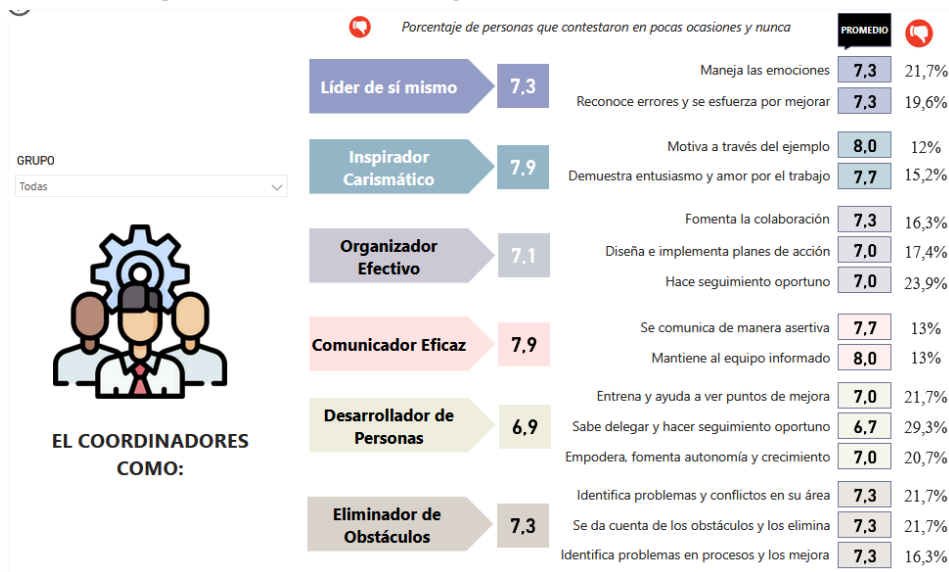 Porcentaje de personas que contestaron en pocas ocasiones y nunca
PROMEDIO
Líder de sí mismo
7,3
Maneja las emociones 7,3 21,7%
Reconoce errores y se esfuerza por mejorar 7,3 19,6%
GRUPO
Todas
Inspirador
Carismático
7,9
Motiva a través del ejemplo 8,0 12%
Demuestra entusiasmo y amor por el trabajo 7,7 15,2%
Organizador
Efectivo
7,1
Fomenta la colaboración 7,3 16,3%
Diseña e implementa planes de acción 7,0 17,4%
Hace seguimiento oportuno 7,0 23,9%
Comunicador Eficaz
7,9
Se comunica de manera asertiva 7,7 13%
Mantiene al equipo informado 8,0 13%
EL COORDINADORES
COMO:
Desarrollador de
Personas
6,9
Entrena y ayuda a ver puntos de mejora 7,0 21,7%
Sabe delegar y hacer seguimiento oportuno 6,7 29,3%
Empodera, fomenta autonomía y crecimiento 7,0 20,7%
Eliminador de
Obstáculos
7,3
Identifica problemas y conflictos en su área 7,3 21,7%
Se da cuenta de los obstáculos y los elimina 7,3 21,7%
Identifica problemas en procesos y los mejora 7,3 16,3%